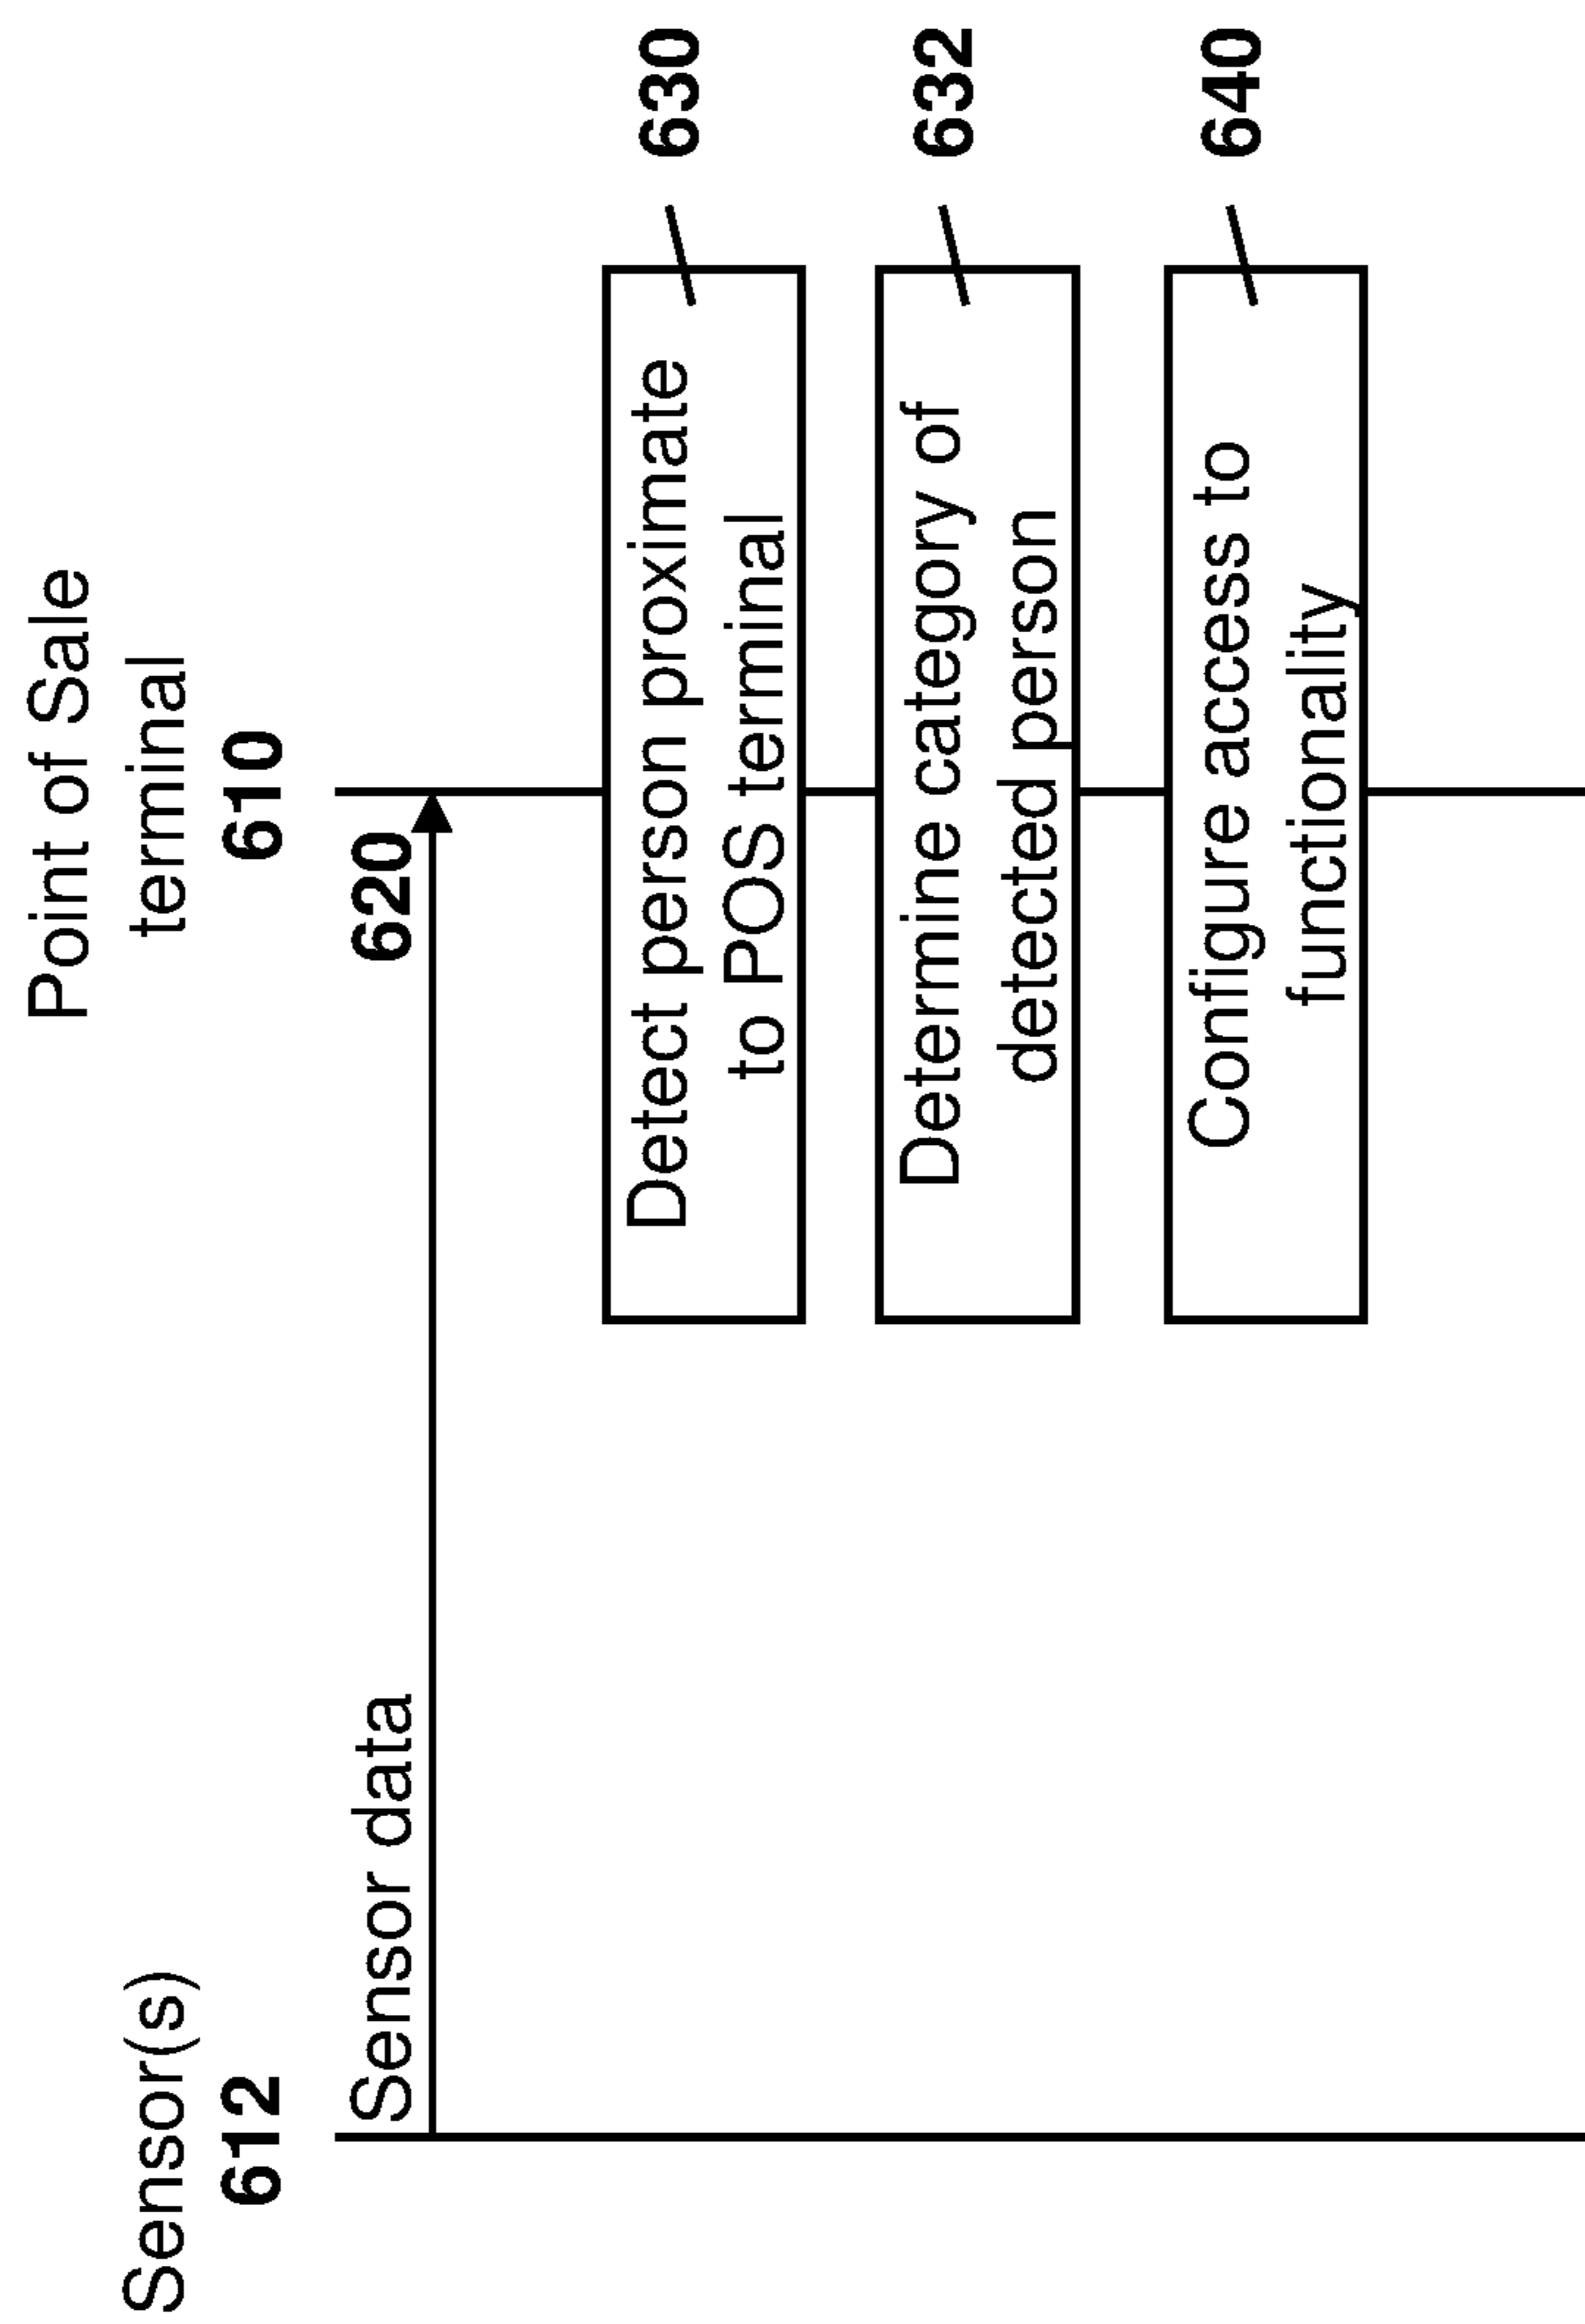 Sensor(s)
612
Point of Sale
terminal
610
Sensor data
620
Detect person proximate
to POS terminal
630
Determine category of
detected person
632
Configure access to
functionality
640